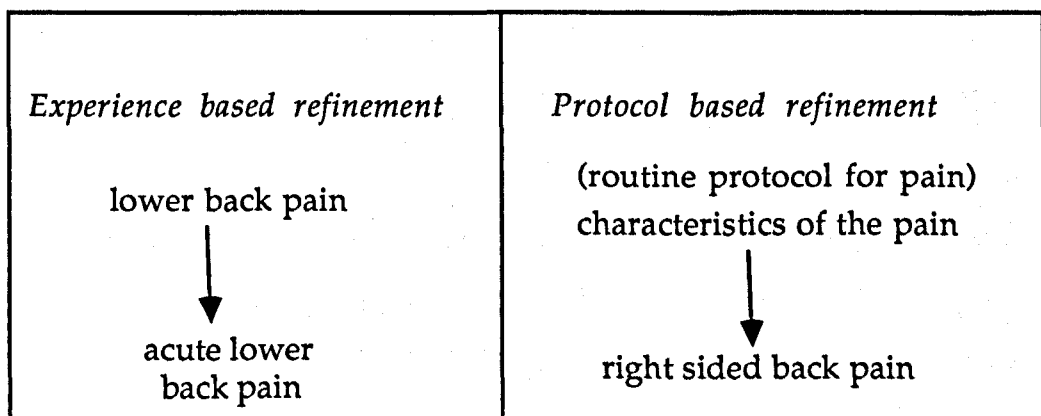 Experience based refinement
lower back pain
acute lower
back pain
Protocol based refinement
(routine protocol for pain)
characteristics of the pain
right sided back pain